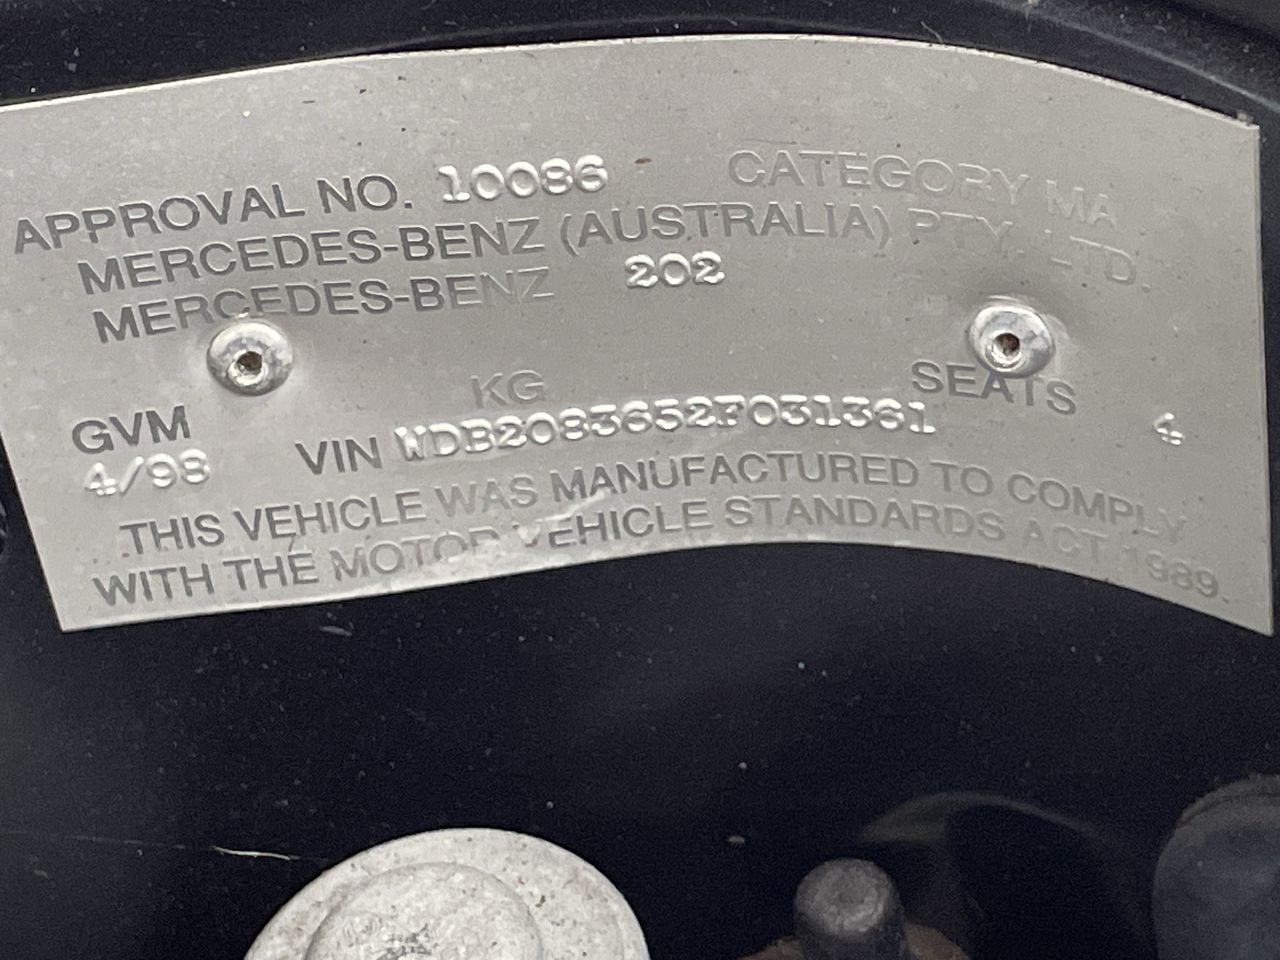 APPROVAL NO. 10086 CATEGORY MA
MERCEDES-BENZ (AUSTRALIA) PTY. LTD.
MERCEDES-BENZ 202
KG SEATS
GVM 4
4/98 VIN WDB2083652F031361
THIS VEHICLE WAS MANUFACTURED TO COMPLY
WITH THE MOTOR VEHICLE STANDARDS ACT 1989.